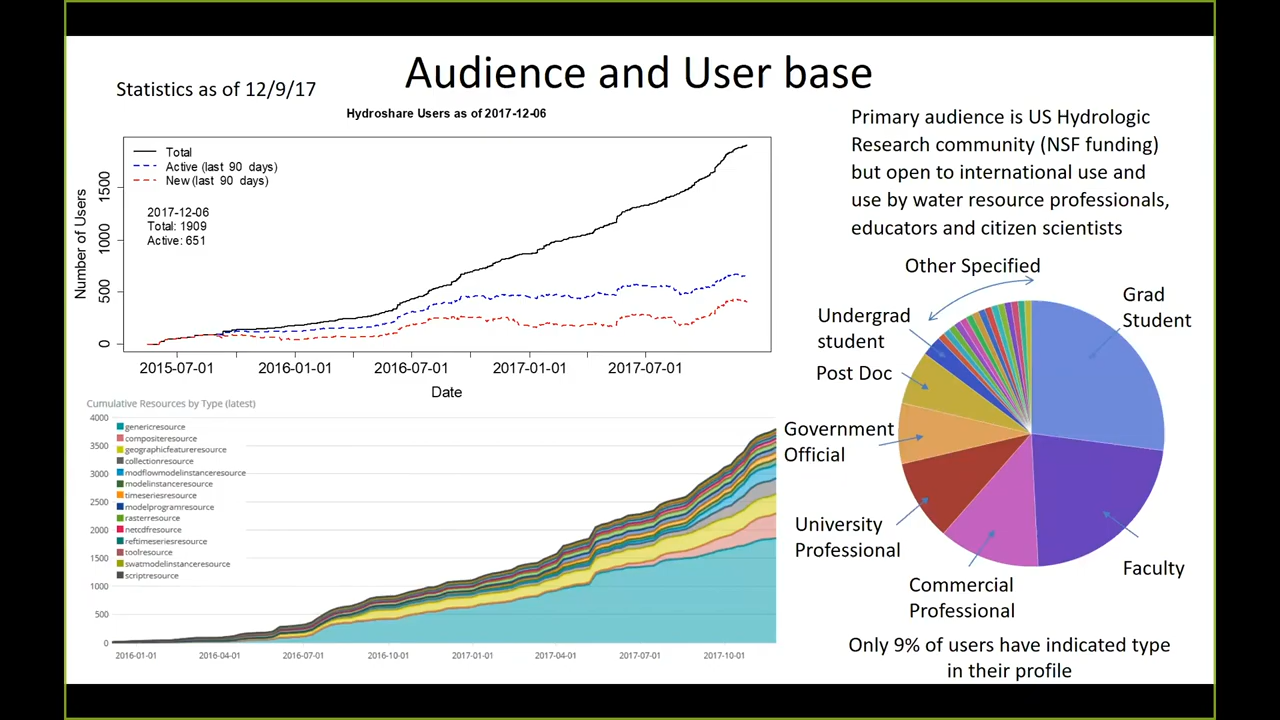 Audience and User base
Statistics as of 12/9/17
Hydroshare Users as of 2017-12-06
Total
Active (last 90 days)
New (last 90 days)
2017-12-06
Total: 1909
Active: 651
Number of Users
1500
1000
500
0
2015-07-01
2016-01-01
2016-07-01
2017-01-01
2017-07-01
Date
Cumulative Resources by Type (latest)
4000
3500
3000
2500
2000
1500
1000
500
0
genericresource
compositeresource
geographicfeatureresource
collectionresource
modflowmodelinstanceresource
modelinstanceresource
timeseriesresource
modelprogramresource
rasterresource
netcdfresource
reftimeseriesresource
toolresource
swatmodelinstanceresource
scriptresource
2016-01-01
2016-04-01
2016-07-01
2016-10-01
2017-01-01
2017-04-01
2017-07-01
2017-10-01
Primary audience is US Hydrologic
Research community (NSF funding)
but open to international use and
use by water resource professionals,
educators and citizen scientists
Other Specified
Grad
Student
Undergrad
student
Post Doc
Government
Official
University
Professional
Commercial
Professional
Faculty
Only 9% of users have indicated type
in their profile